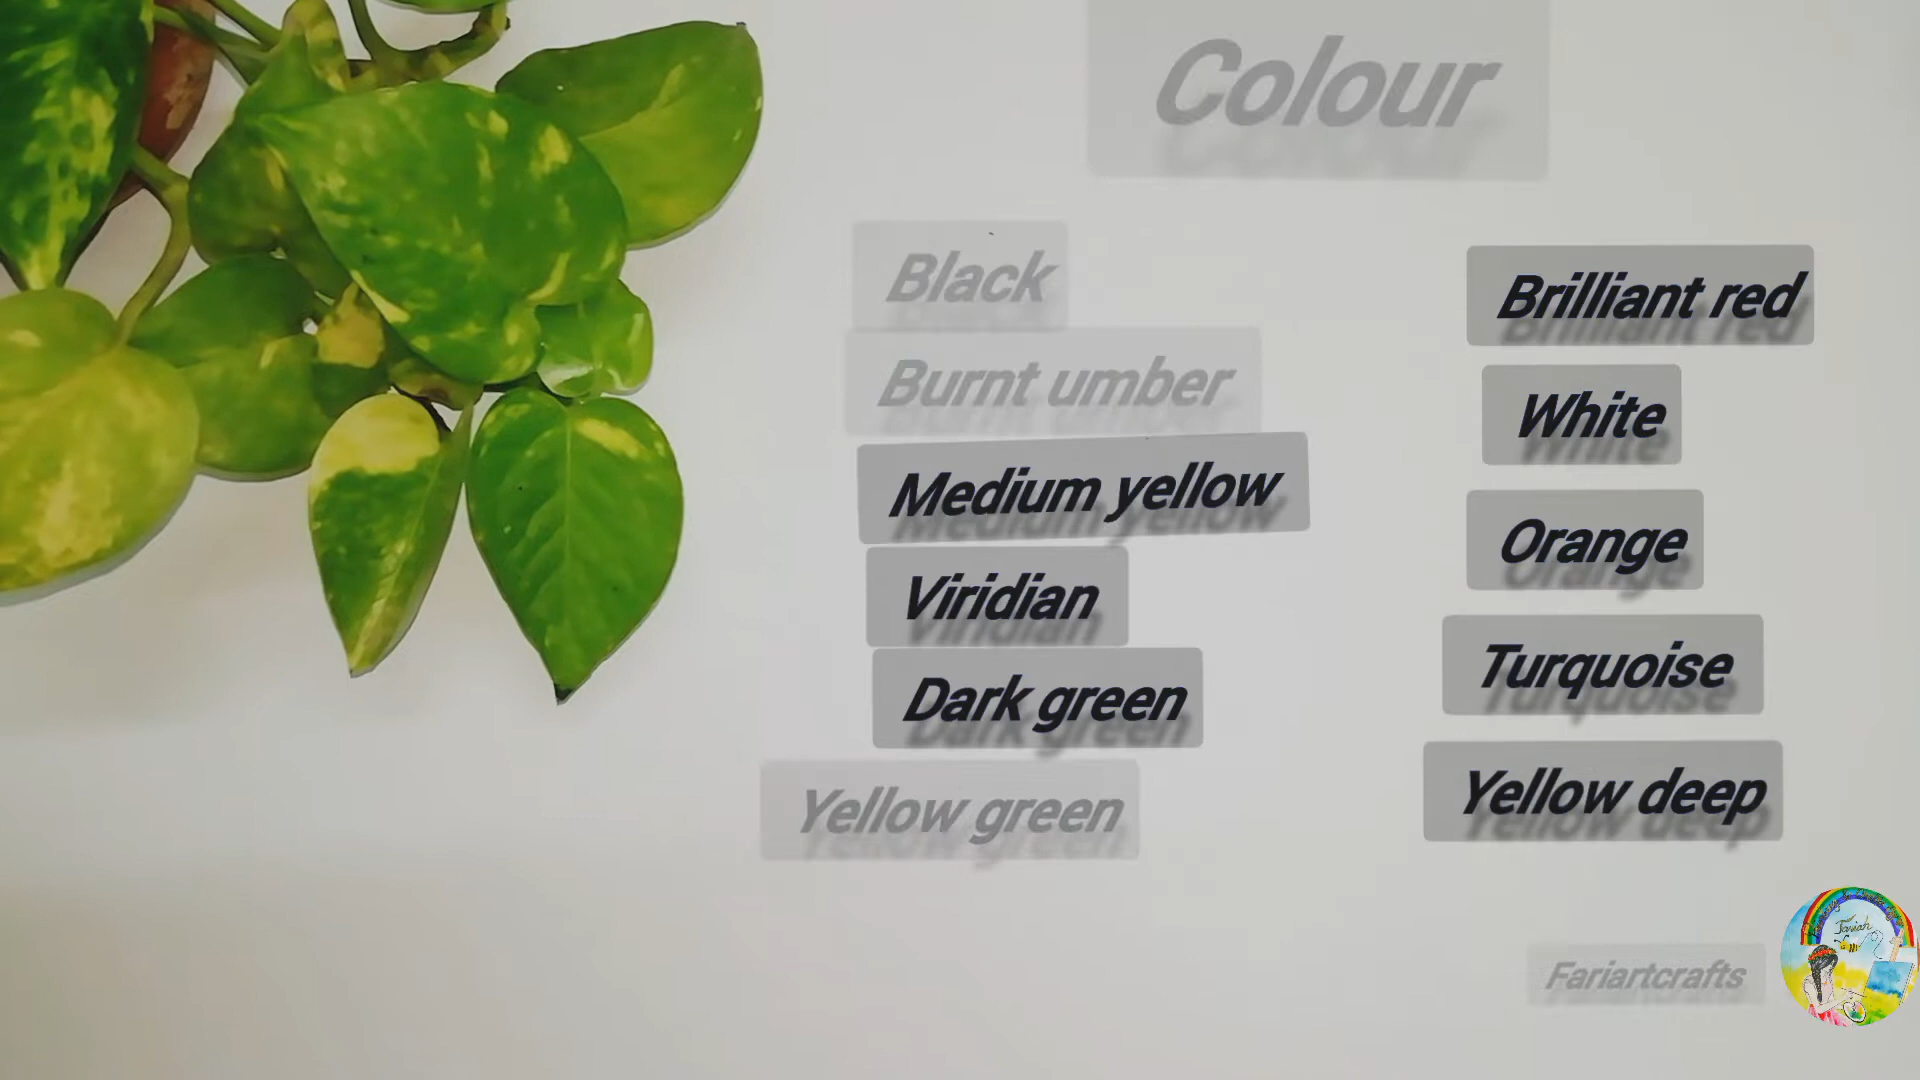 Colour
Black
Burnt umber
Medium yellow
Viridian
Dark green
Yellow green
Brilliant red
White
Orange
Turquoise
Yellow deep
Fariartcrafts